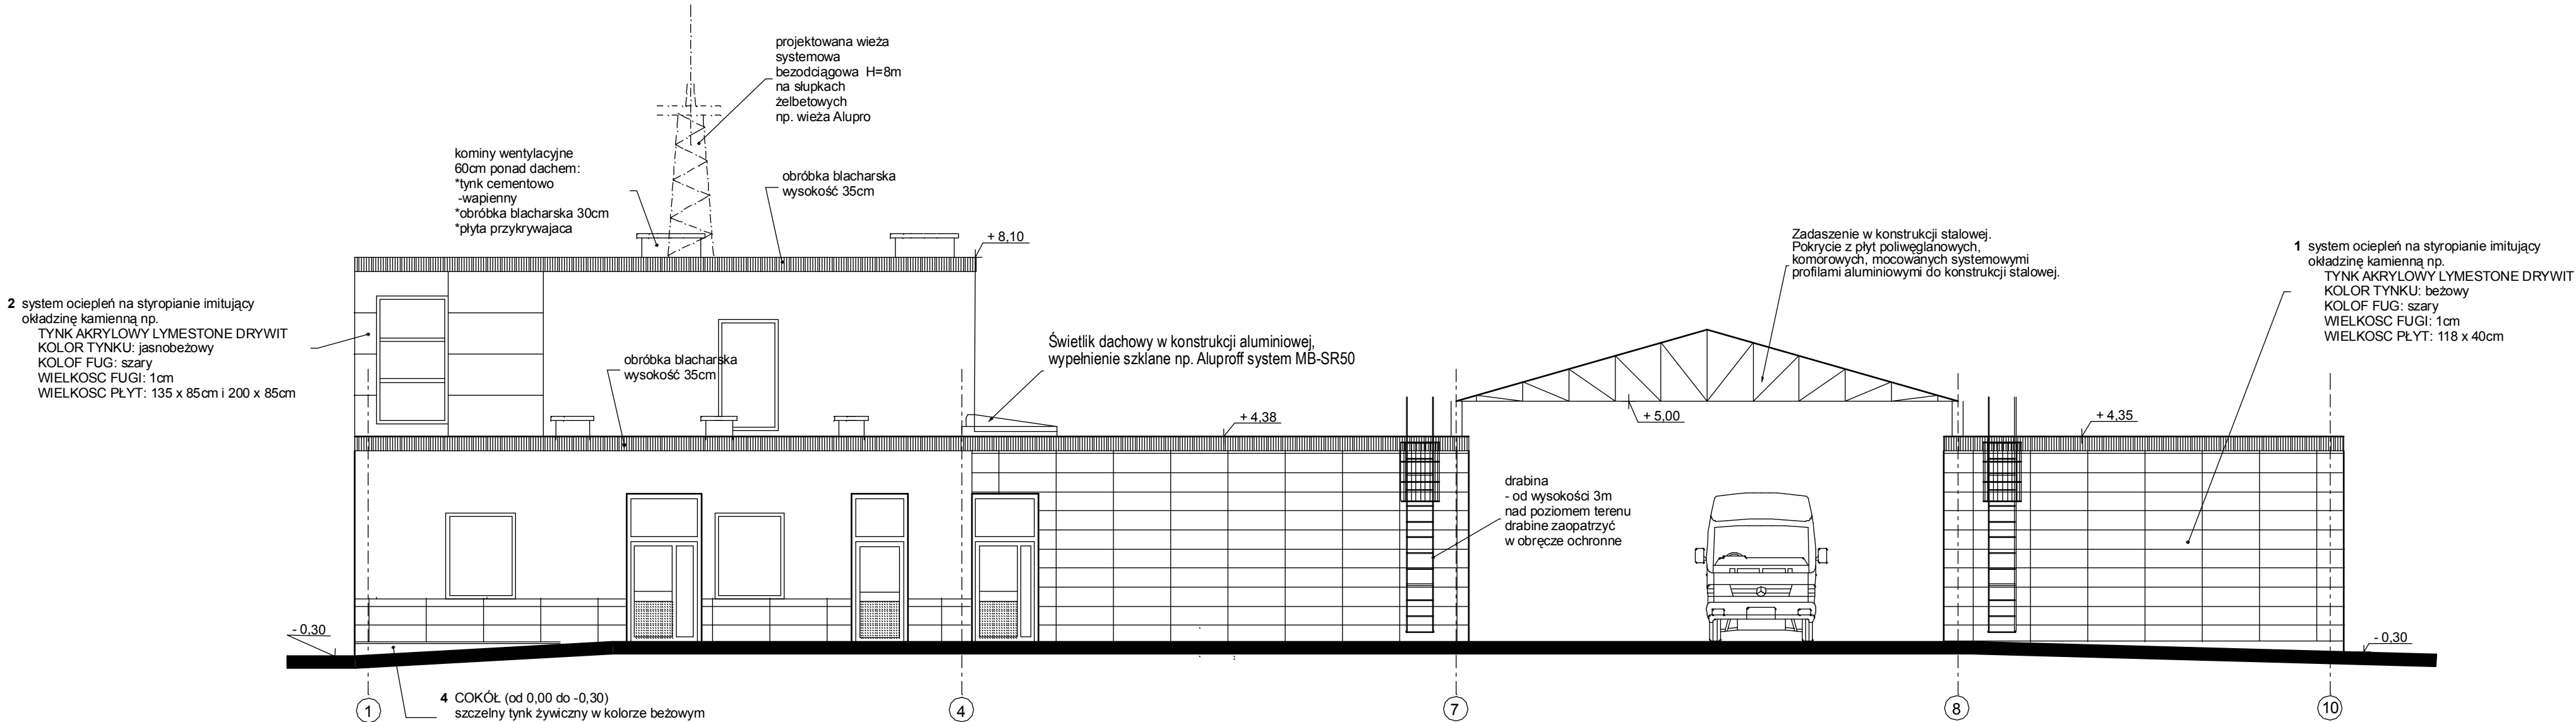 projektowana wieża
systemowa
bezodciągowa H=8m
na słupkach
żelbetowych
np. wieża Alupro
kominy wentylacyjne
60cm ponad dachem:
*tynk cementowo
-wapienny
*obróbka blacharska 30cm
*płyta przykrywajaca
obróbka blacharska
wysokość 35cm
+ 8,10
Zadaszenie w konstrukcji stalowej.
Pokrycie z płyt poliwęglanowych,
komorowych, mocowanych systemowymi
profilami aluminiowymi do konstrukcji stalowej.
1 system ociepleń na styropianie imitujący
okładzinę kamienną np.
TYNK AKRYLOWY LYMESTONE DRYWIT
KOLOR TYNKU: beżowy
KOLOF FUG: szary
WIELKOSC FUGI: 1cm
WIELKOSC PŁYT: 118 x 40cm
2 system ociepleń na styropianie imitujący
okładzinę kamienną np.
TYNK AKRYLOWY LYMESTONE DRYWIT
KOLOR TYNKU: jasnobeżowy
KOLOF FUG: szary
WIELKOSC FUGI: 1cm
WIELKOSC PŁYT: 135 x 85cm i 200 x 85cm
obróbka blacharska
wysokość 35cm
Świetlik dachowy w konstrukcji aluminiowej,
wypełnienie szklane np. Aluproff system MB-SR50
+ 4,38
+ 5,00
+ 4,35
drabina
- od wysokości 3m
nad poziomem terenu
drabine zaopatrzyć
w obręcze ochronne
- 0,30
- 0,30
4 COKÓŁ (od 0,00 do -0,30)
szczelny tynk żywiczny w kolorze beżowym
1
4
7
8
10